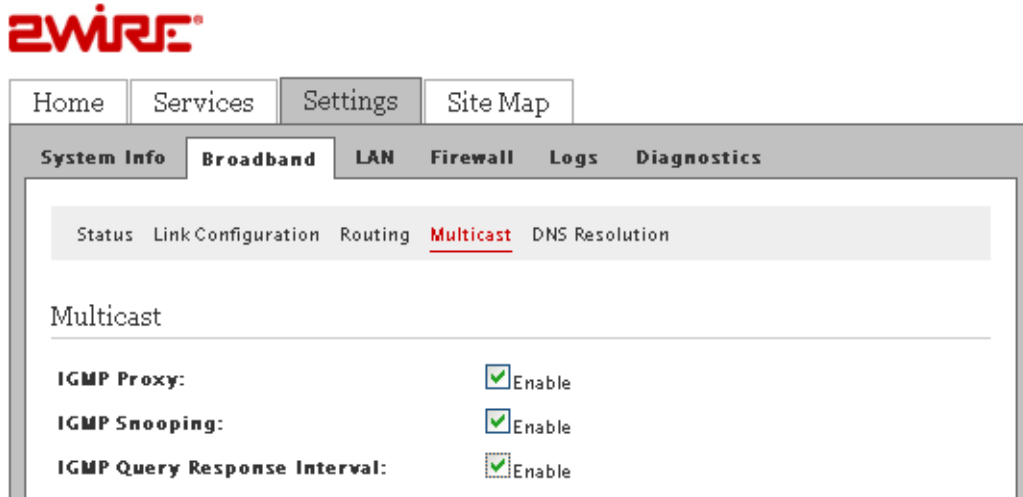 2WIRE®
Home Services Settings Site Map
System Info Broadband LAN Firewall Logs Diagnostics
Status Link Configuration Routing Multicast DNS Resolution
Multicast
IGMP Proxy: Enable
IGMP Snooping: Enable
IGMP Query Response Interval: Enable